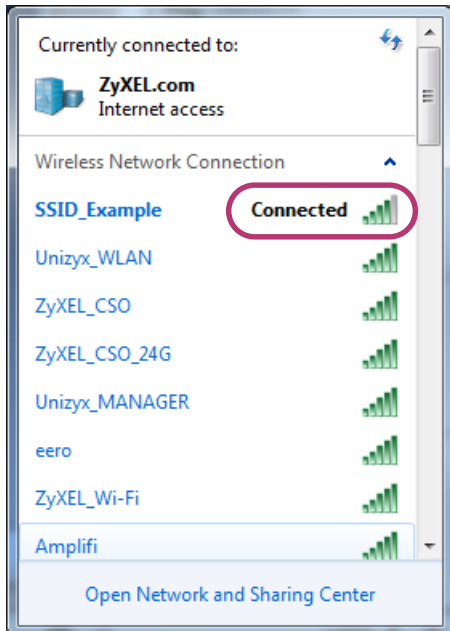 Currently connected to:
ZyXEL.com
Internet access
Wireless Network Connection
SSID_Example Connected
Unizyx_WLAN
ZyXEL_CSO
ZyXEL_CSO_24G
Unizyx_MANAGER
eero
ZyXEL_Wi-Fi
Amplifi
Open Network and Sharing Center